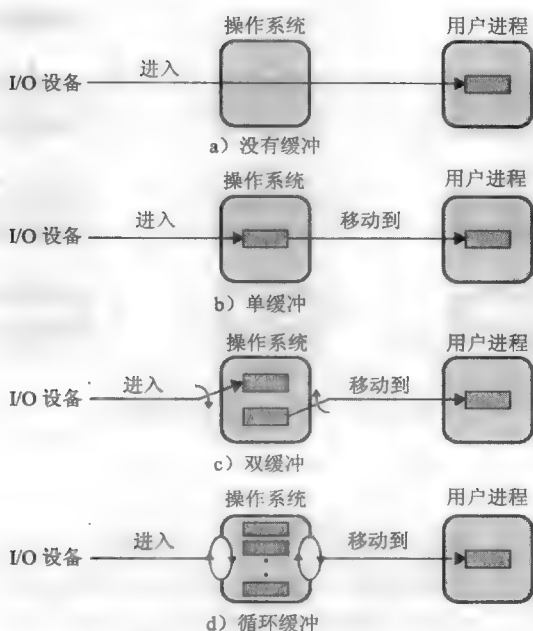 操作系统 用户进程
I/O 设备 进入
a）没有缓冲
操作系统 用户进程
I/O 设备 进入 移动到
b）单缓冲
操作系统 用户进程
I/O 设备 进入 移动到
c）双缓冲
操作系统 用户进程
I/O 设备 进入 移动到
d）循环缓冲